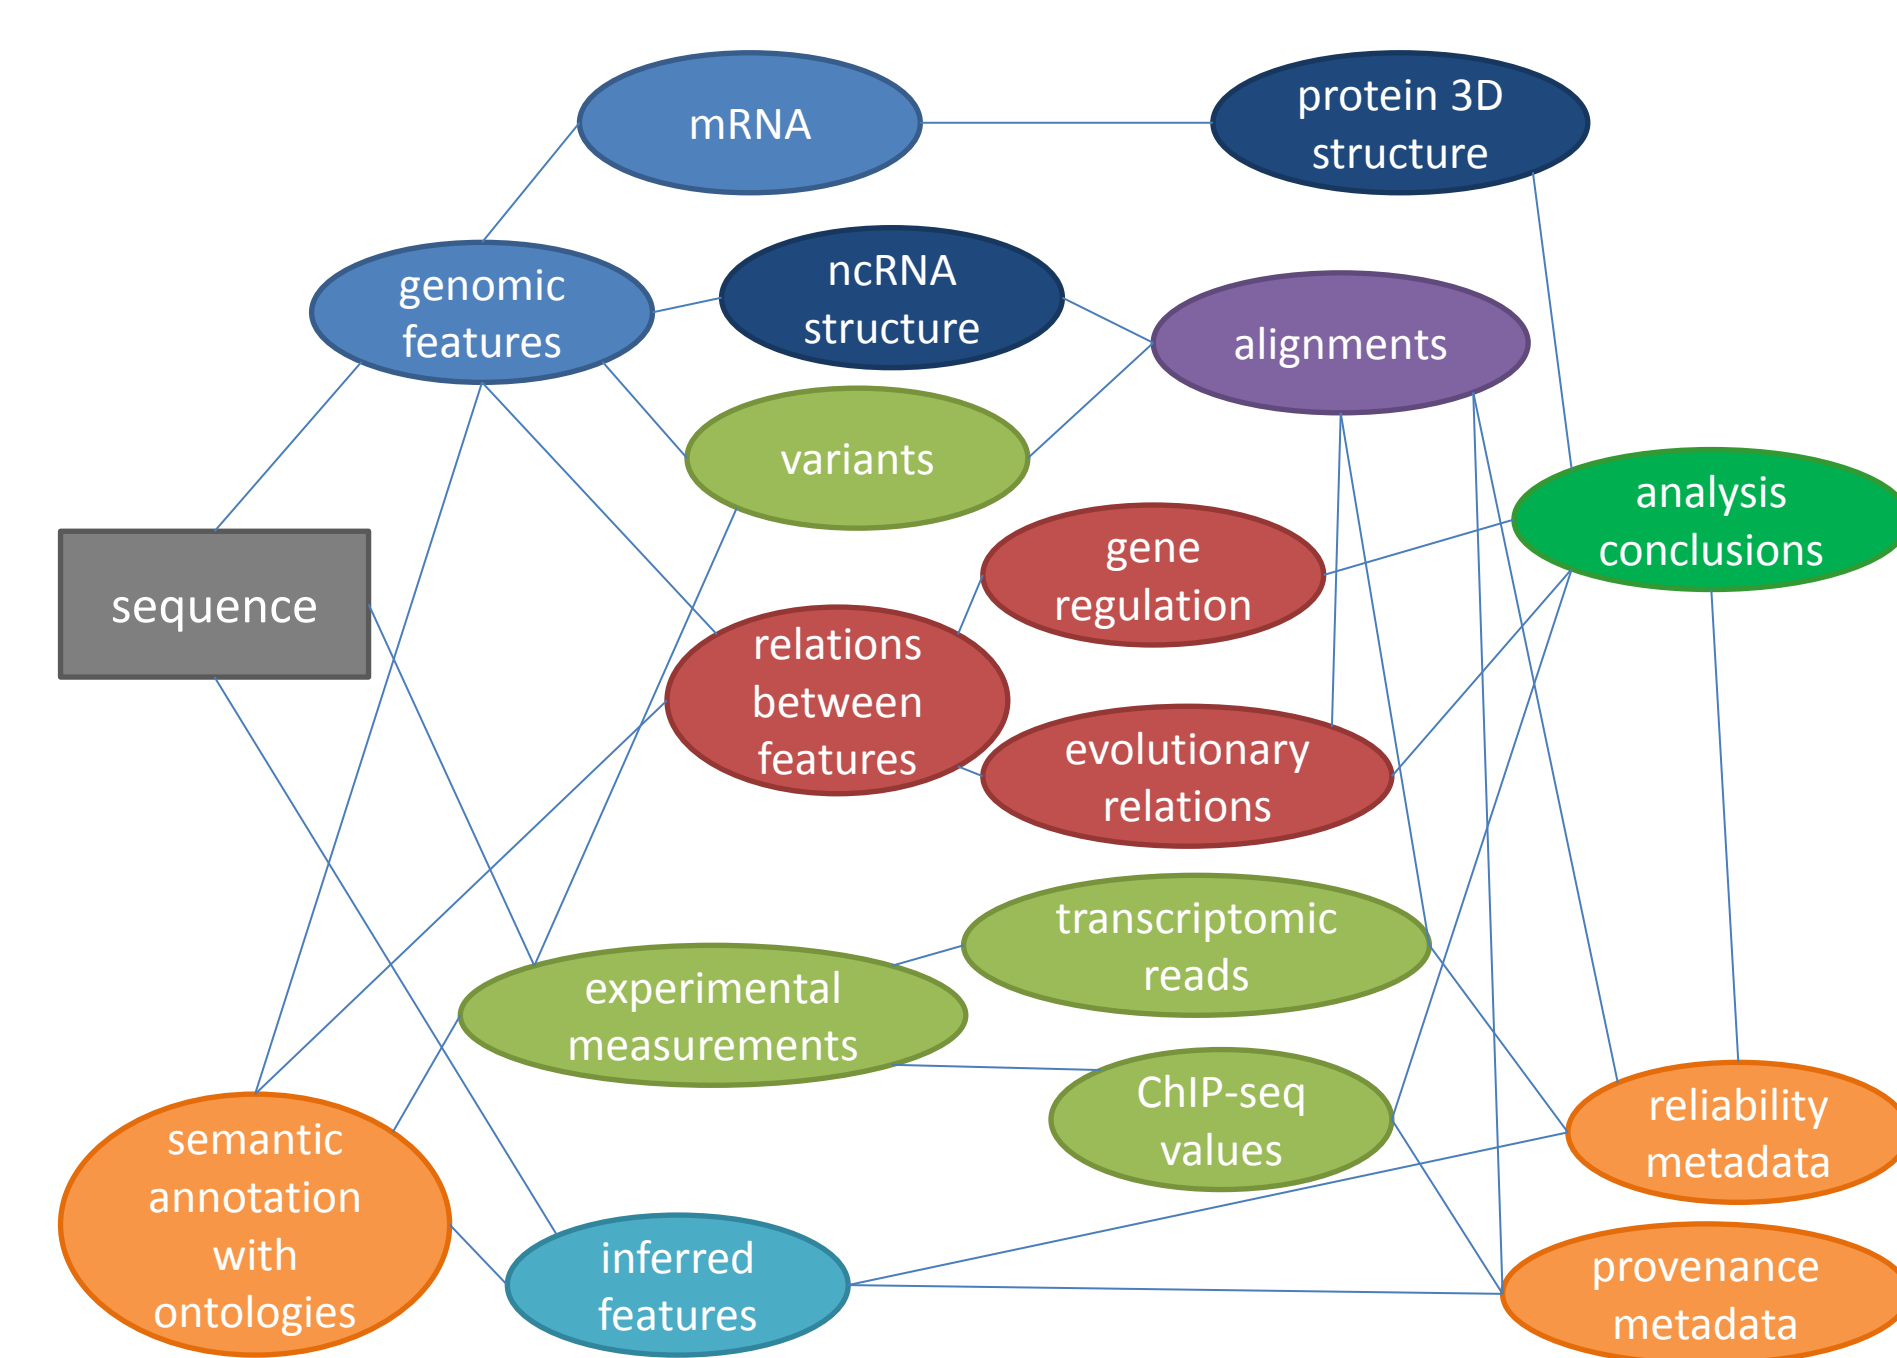 mRNA
protein 3D
structure
genomic
features
ncRNA
structure
alignments
variants
analysis
conclusions
gene
regulation
sequence
relations
between
features
evolutionary
relations
transcriptomic
reads
experimental
measurements
ChIP-seq
values
reliability
metadata
semantic
annotation
with
ontologies
inferred
features
provenance
metadata